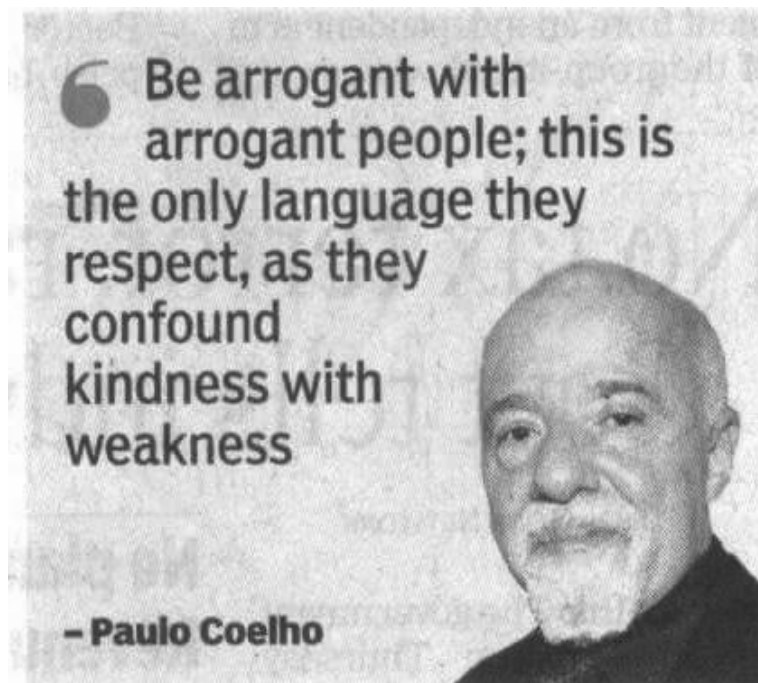 Be arrogant with
arrogant people; this is
the only language they
respect, as they
confound
kindness with
weakness
– Paulo Coelho